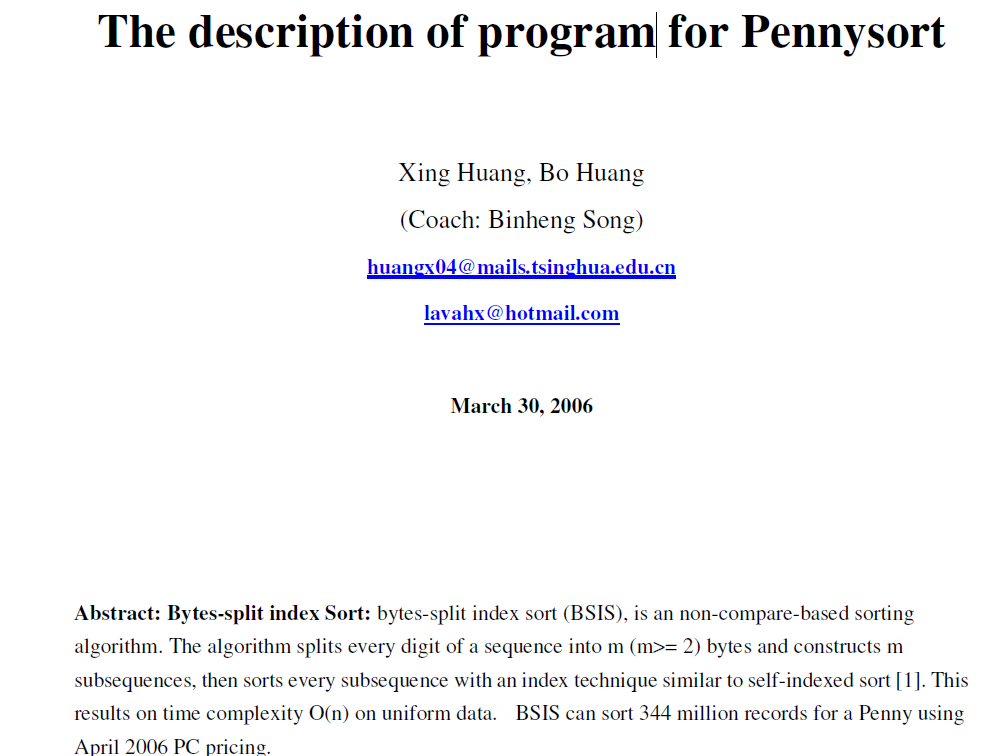 The description of program for Pennysort
Xing Huang, Bo Huang
(Coach: Binheng Song)
huangx04@mails.tsinghua.edu.cn
lavahx@hotmail.com
March 30, 2006
Abstract: Bytes-split index Sort: bytes-split index sort (BSIS), is an non-compare-based sorting
algorithm. The algorithm splits every digit of a sequence into m (m>= 2) bytes and constructs m
subsequences, then sorts every subsequence with an index technique similar to self-indexed sort [1]. This
results on time complexity O(n) on uniform data.   BSIS can sort 344 million records for a Penny using
April 2006 PC pricing.